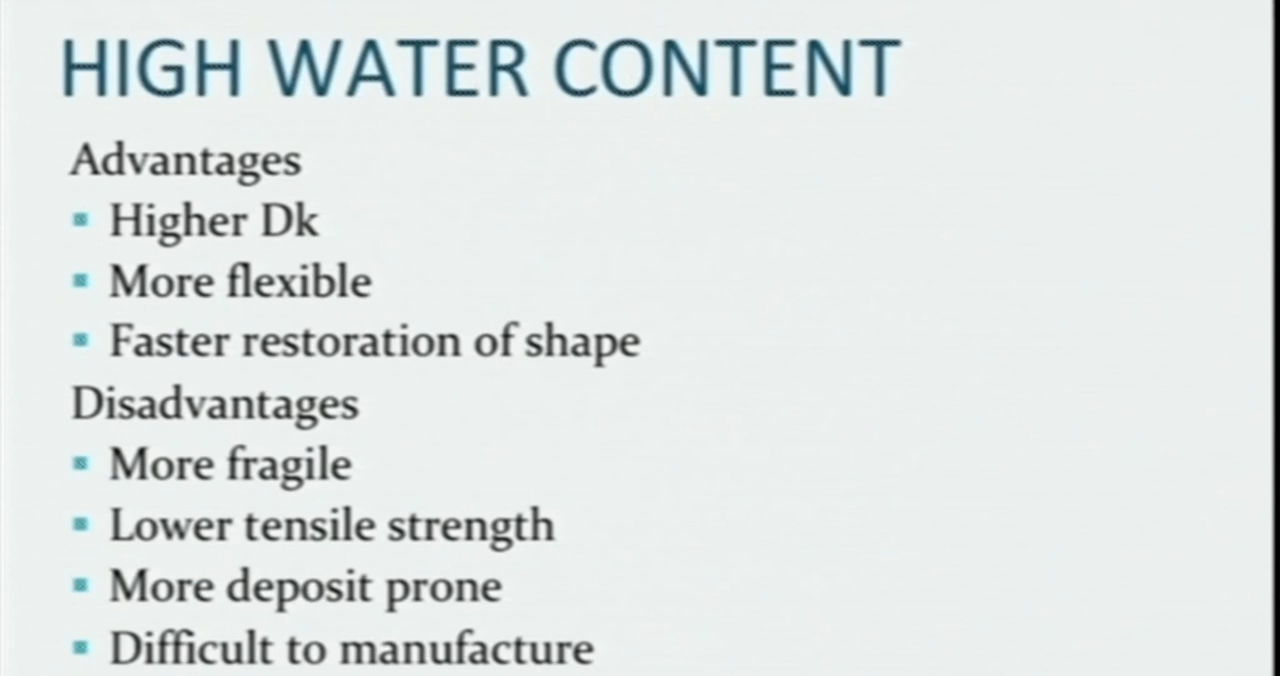 HIGH WATER CONTENT
Advantages
Higher Dk
More flexible
Faster restoration of shape
Disadvantages
More fragile
Lower tensile strength
More deposit prone
Difficult to manufacture